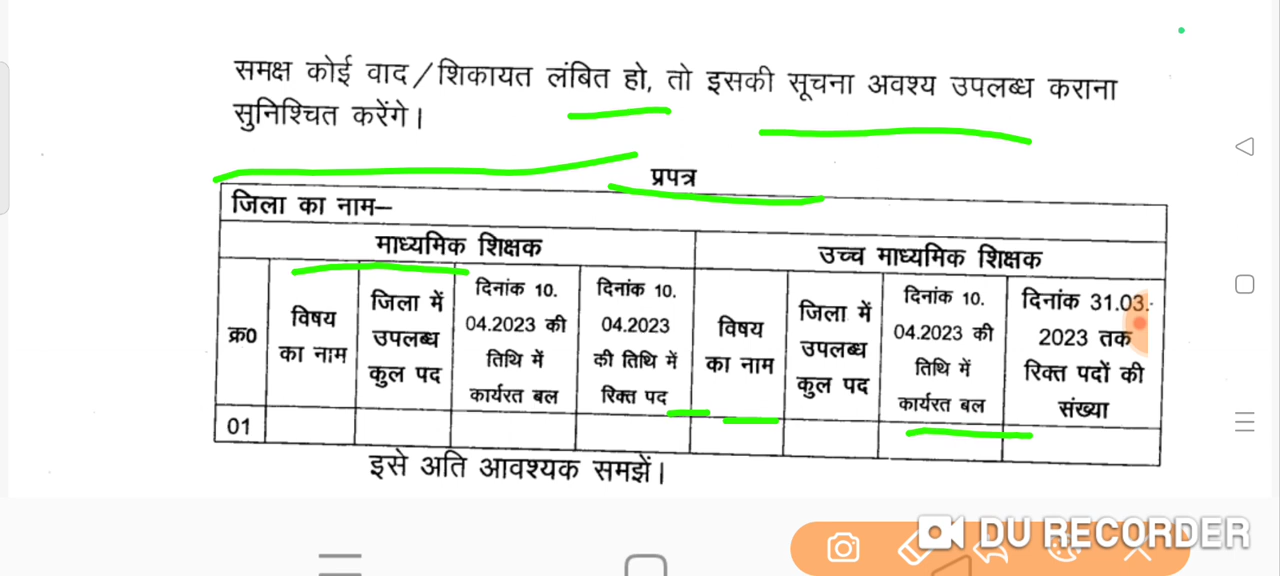 समक्ष कोई वाद/शिकायत लंबित हो, तो इसकी सूचना अवश्य उपलब्ध कराना
सुनिश्चित करेंगे।
प्रपत्र
जिला का नाम–
माध्यमिक शिक्षक
उच्च माध्यमिक शिक्षक
क्र0
विषय
का नाम
जिला में
उपलब्ध
कुल पद
दिनांक 10.
04.2023 की
तिथि में
कार्यरत बल
दिनांक 10.
04.2023
की तिथि में
रिक्त पद
विषय
का नाम
जिला में
उपलब्ध
कुल पद
दिनांक 10.
04.2023 की
तिथि में
कार्यरत बल
दिनांक 31.03.
2023 तक
रिक्त पदों की
संख्या
01
इसे अति आवश्यक समझें।
DU RECORDER